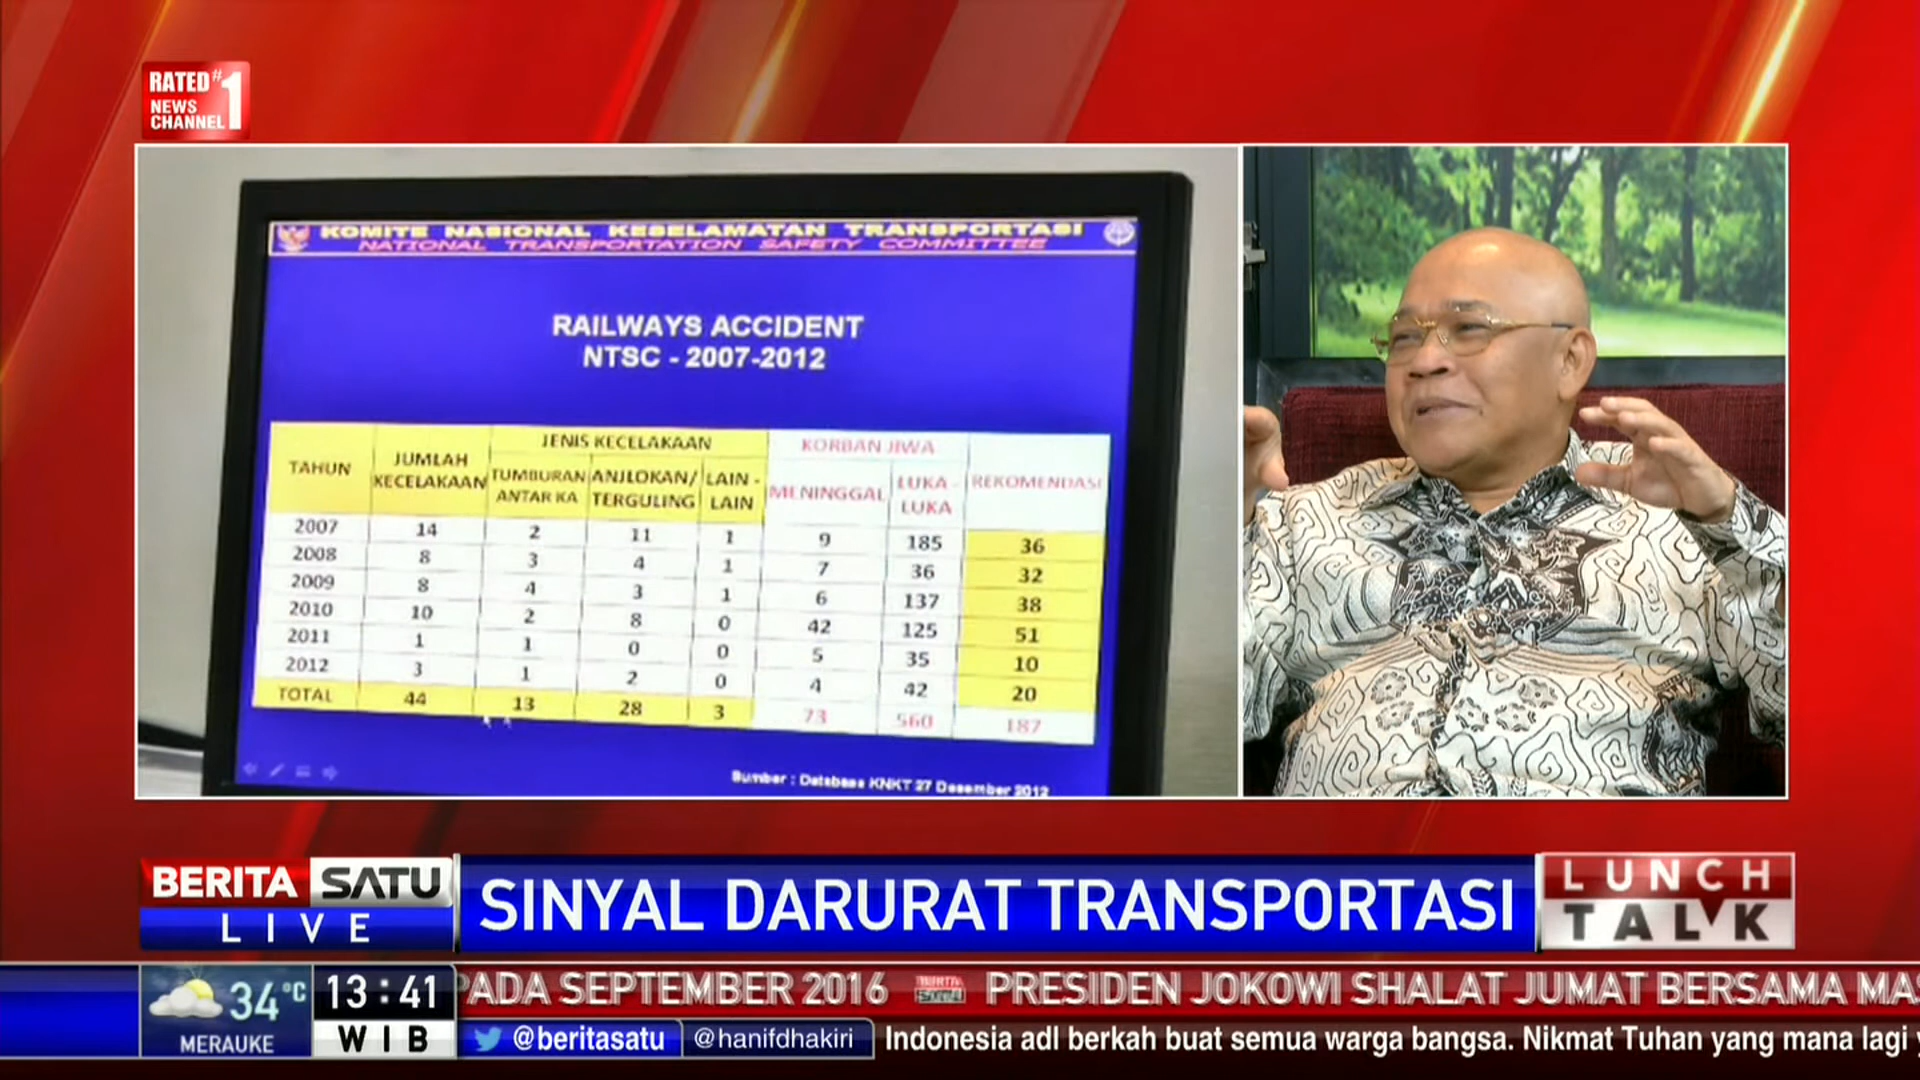 RATED #1
NEWS
CHANNEL
KOMITE NASIONAL KESELAMATAN TRANSPORTASI
NATIONAL TRANSPORTATION SAFETY COMMITTEE
RAILWAYS ACCIDENT
NTSC - 2007-2012
TAHUN JUMLAH KECELAKAAN JENIS KECELAKAAN KORBAN JIWA REKOMENDASI
TUMBURAN ANTAR KA ANJLOKAN/ TERGULING LAIN - LAIN MENINGGAL LUKA - LUKA
2007 14 2 11 1 9 185 36
2008 8 3 4 1 7 36 32
2009 8 4 3 1 6 137 38
2010 10 2 8 0 42 125 51
2011 1 1 0 0 5 35 10
2012 3 1 2 0 4 42 20
TOTAL 44 13 28 3 73 560 187
Sumber : Database KNKT 27 Desember 2012
BERITA SATU
LIVE
SINYAL DARURAT TRANSPORTASI
LUNCH
TALK
34°C
MERAUKE
13:41
WIB
PADA SEPTEMBER 2016 BERITA SATU PRESIDEN JOKOWI SHALAT JUMAT BERSAMA
@beritasatu @hanifdhakiri Indonesia adl berkah buat semua warga bangsa. Nikmat Tuhan yang mana lagi